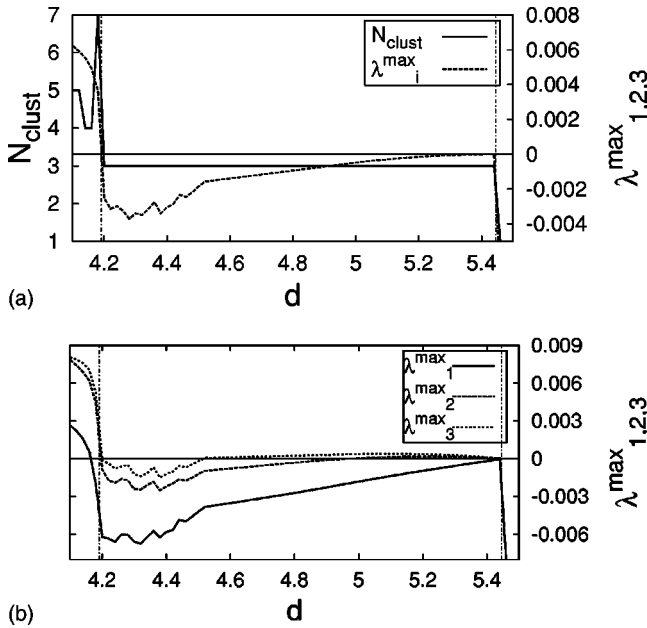 7
6
5
4
3
2
1
N_clust
0.008
0.006
0.004
0.002
0
-0.002
-0.004
λ^max_1,2,3
N_clust
λ^max_i
4.2 4.4 4.6 4.8 5 5.2 5.4
d
(a)
0.009
0.003
0
-0.003
-0.006
λ^max_1,2,3
λ^max_1
λ^max_2
λ^max_3
4.2 4.4 4.6 4.8 5 5.2 5.4
d
(b)